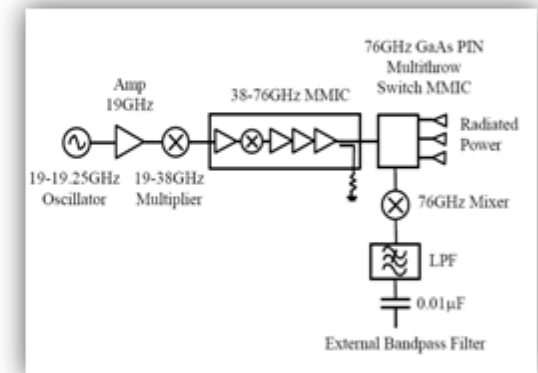 76GHz GaAs PIN
Multithrow
Switch MMIC
Amp
19GHz
38-76GHz MMIC
Radiated
Power
19-19.25GHz
Oscillator
19-38GHz
Multiplier
76GHz Mixer
LPF
0.01µF
External Bandpass Filter